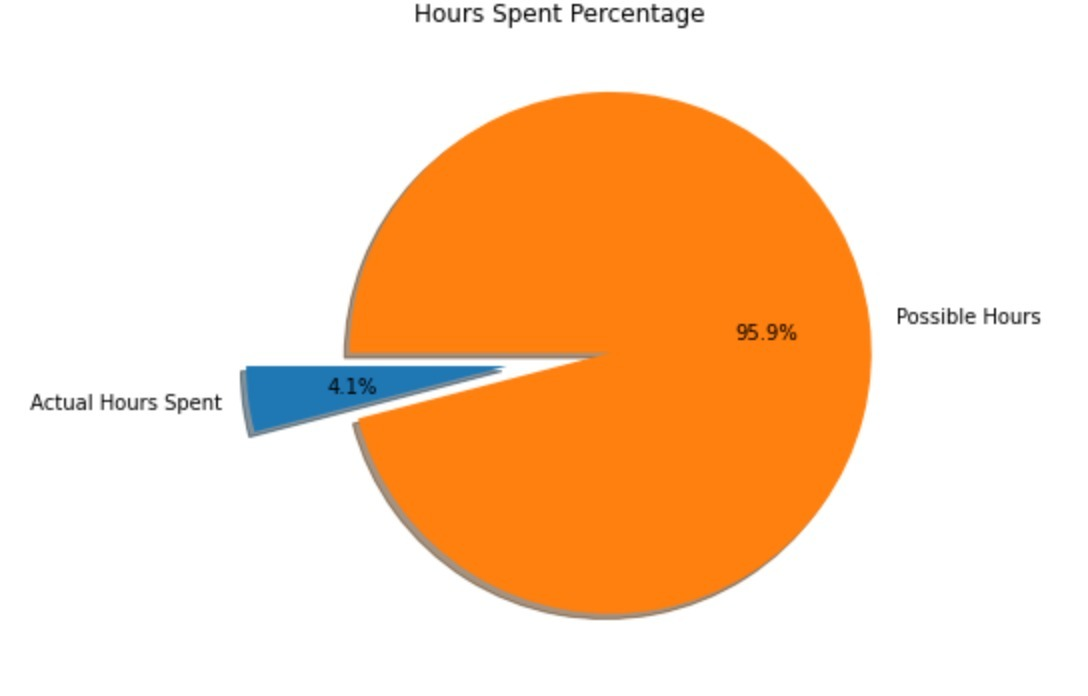 Hours Spent Percentage
95.9%
Possible Hours
4.1%
Actual Hours Spent